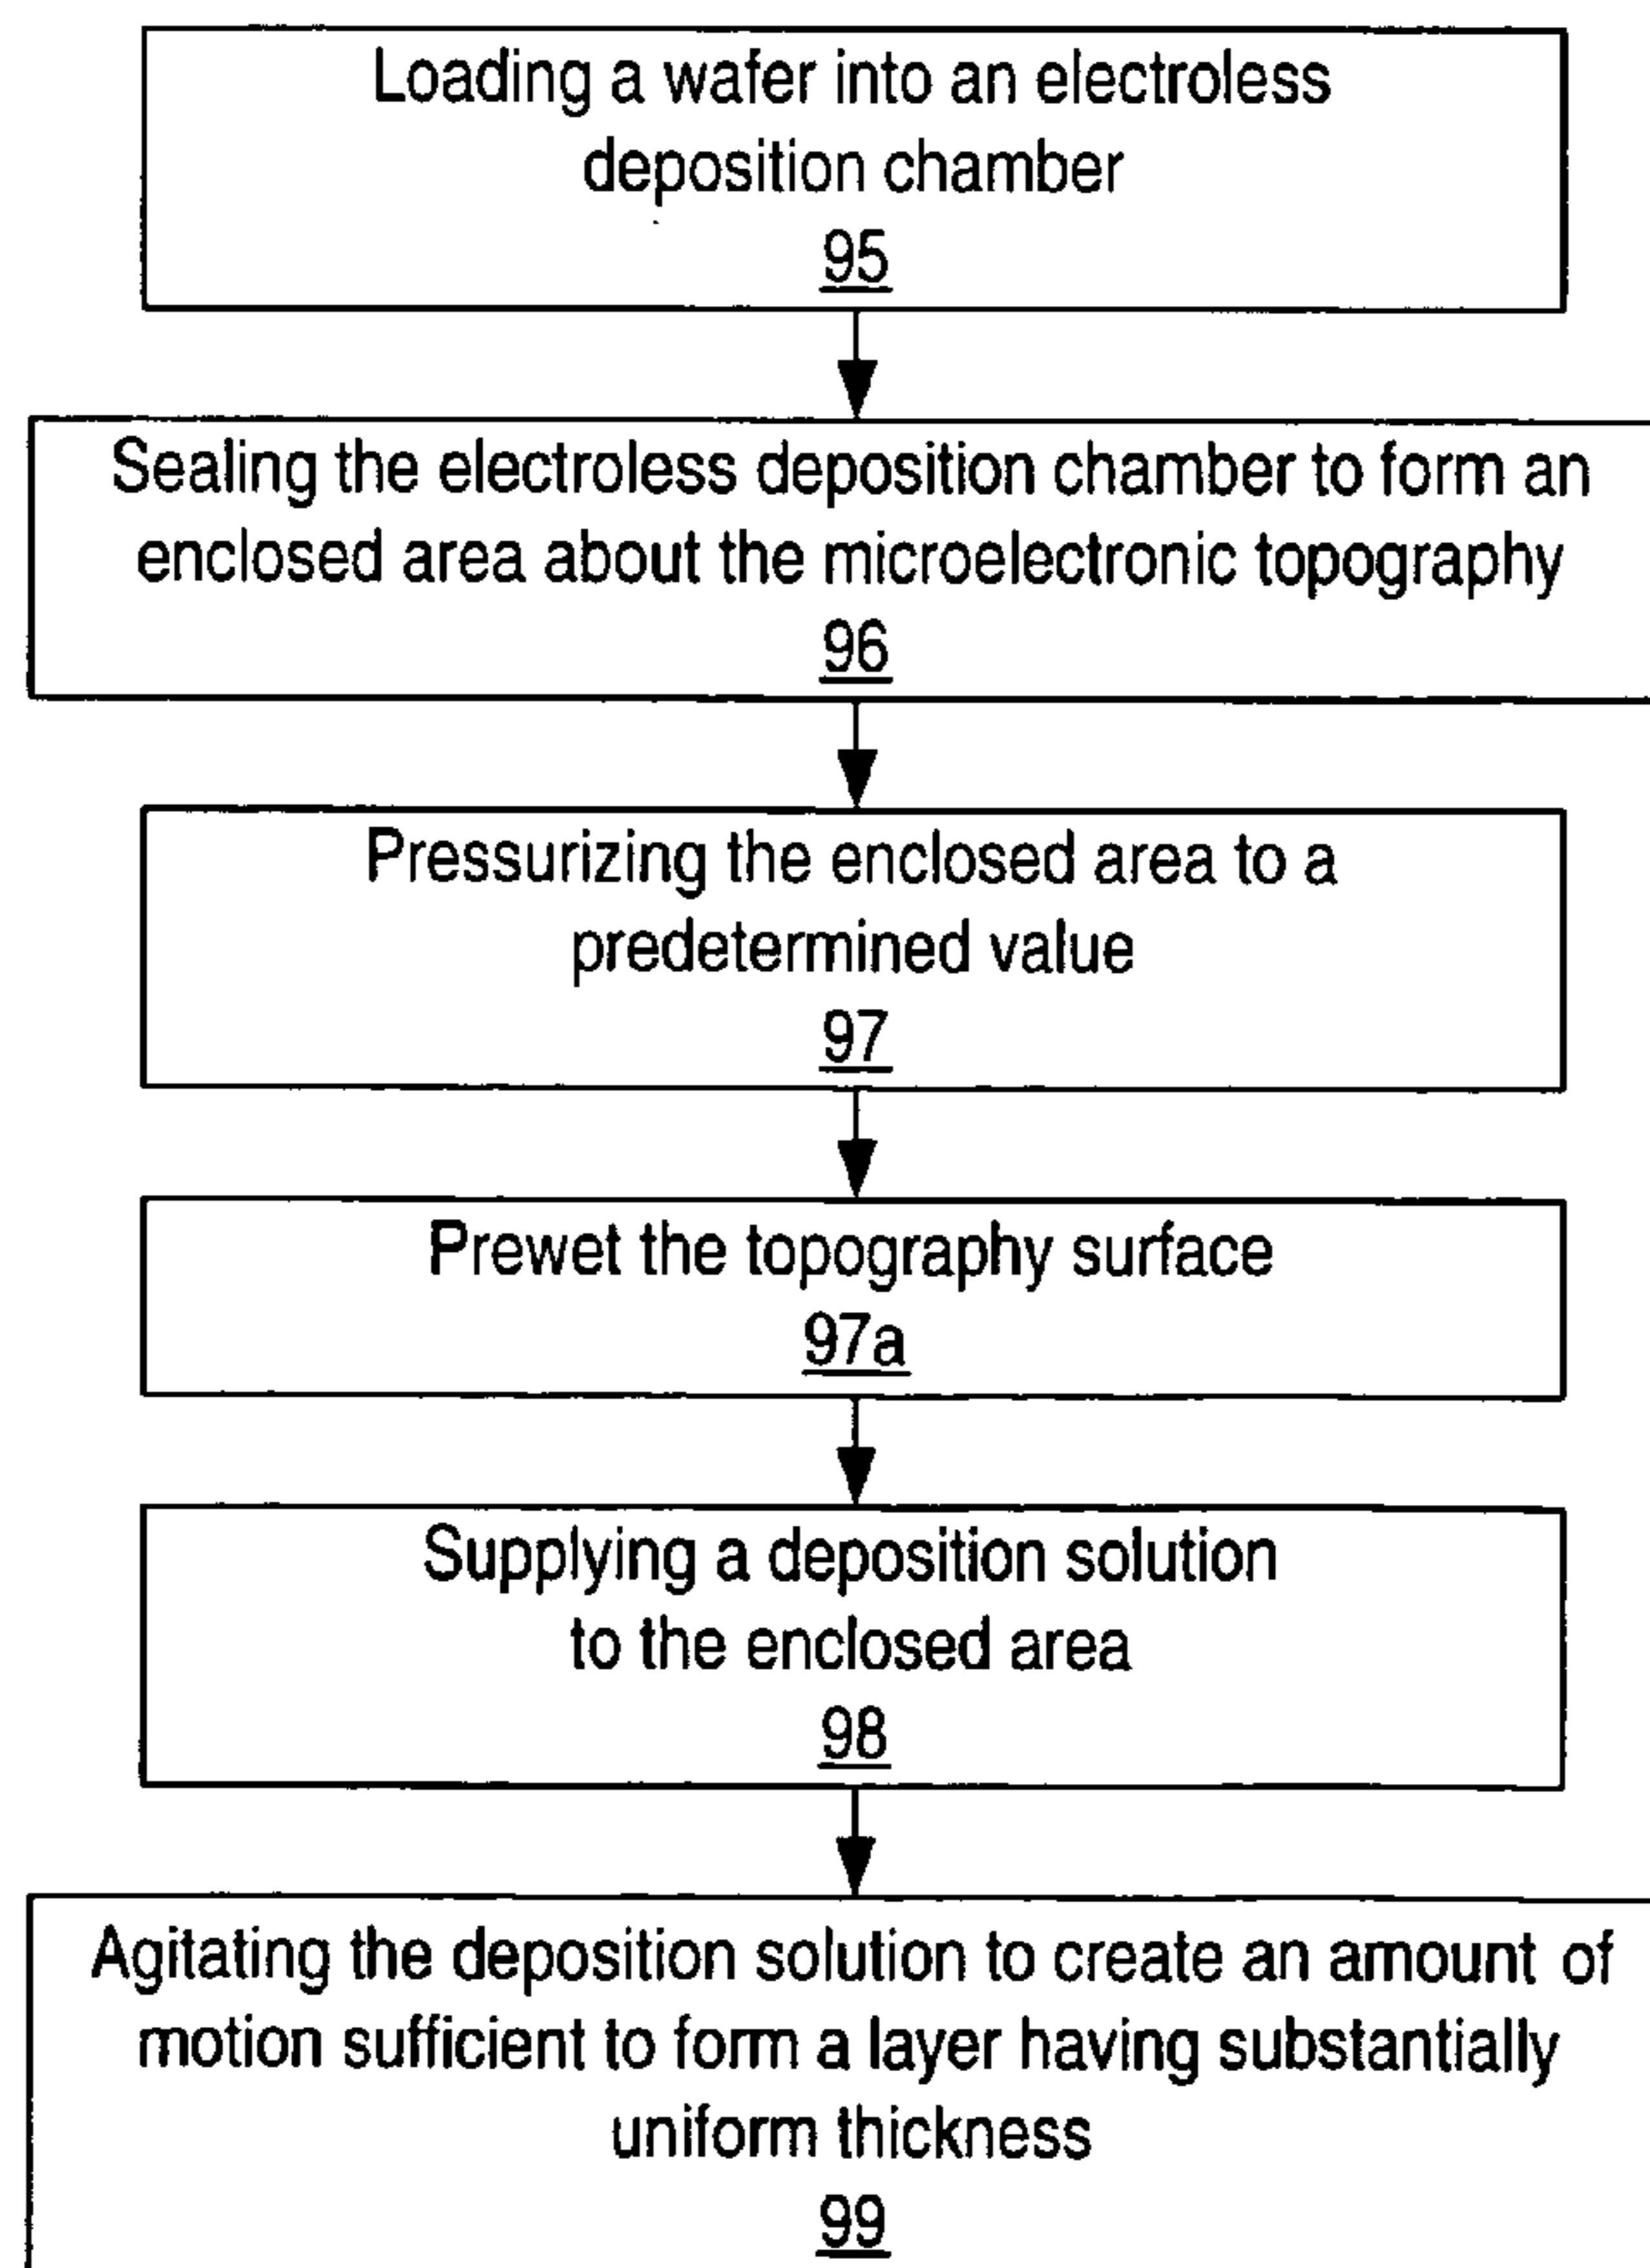 Loading a wafer into an electroless
deposition chamber
95
Sealing the electroless deposition chamber to form an
enclosed area about the microelectronic topography
96
Pressurizing the enclosed area to a
predetermined value
97
Prewet the topography surface
97a
Supplying a deposition solution
to the enclosed area
98
Agitating the deposition solution to create an amount of
motion sufficient to form a layer having substantially
uniform thickness
99